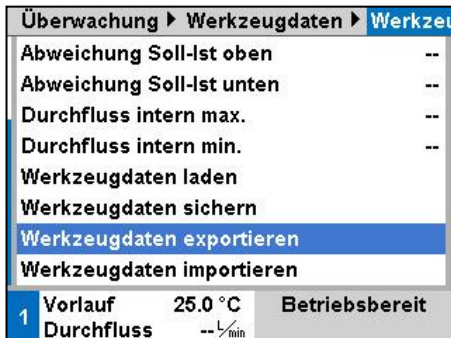 Überwachung ▶ Werkzeugdaten ▶ Werkzeu
Abweichung Soll-Ist oben --
Abweichung Soll-Ist unten --
Durchfluss intern max. --
Durchfluss intern min. --
Werkzeugdaten laden
Werkzeugdaten sichern
Werkzeugdaten exportieren
Werkzeugdaten importieren
1 Vorlauf 25.0 °C Betriebsbereit
Durchfluss -- L/min